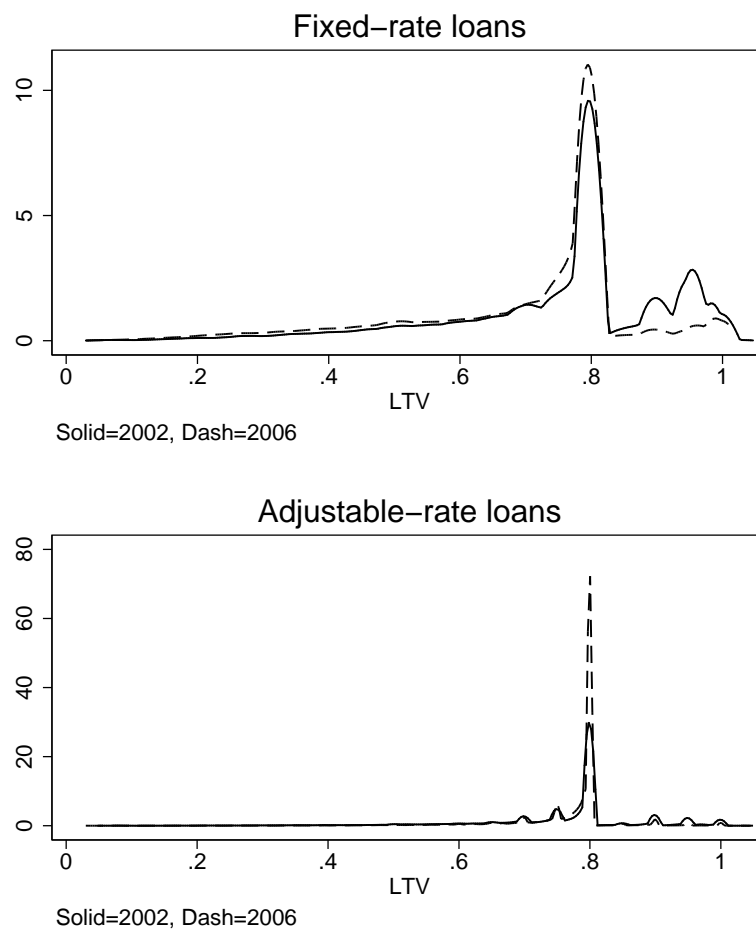 Fixed−rate loans
10
5
0
0 .2 .4 .6 .8 1
LTV
Solid=2002, Dash=2006
Adjustable−rate loans
80
60
40
20
0
0 .2 .4 .6 .8 1
LTV
Solid=2002, Dash=2006